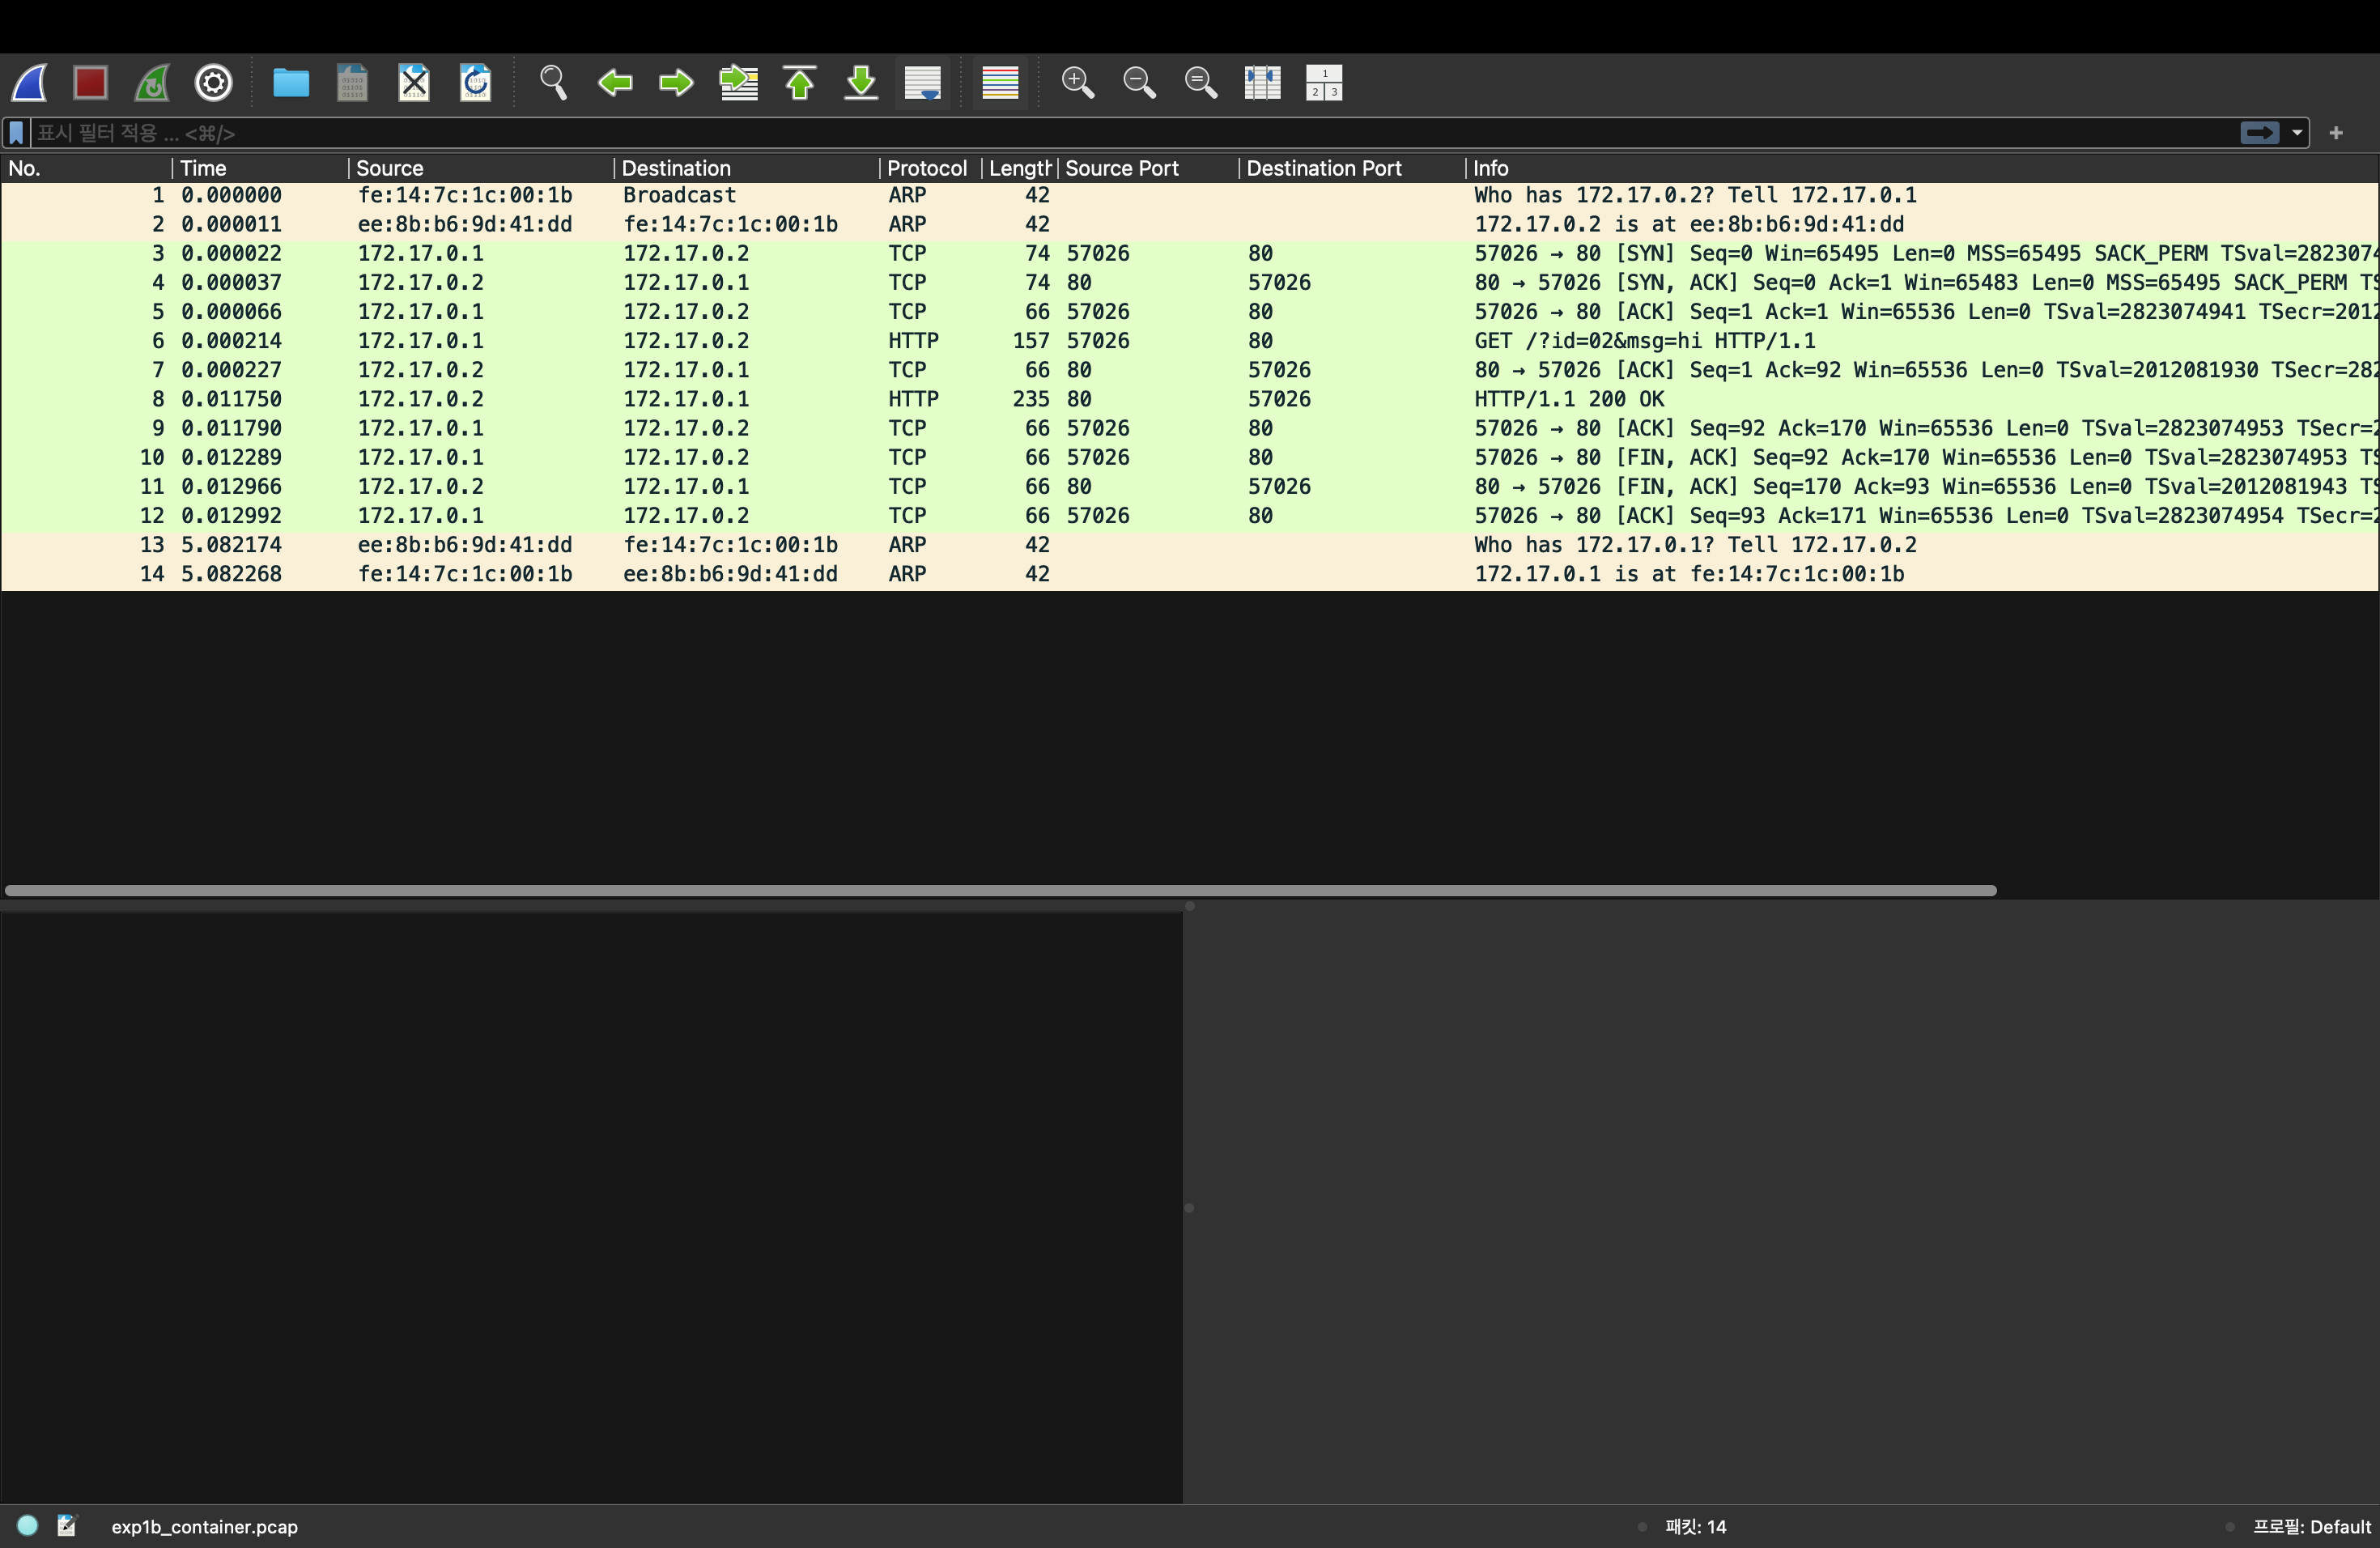 1
2 3
표시 필터 적용 ... <⌘/>
No. Time Source Destination Protocol Length Source Port Destination Port Info
1 0.000000 fe:14:7c:1c:00:1b Broadcast ARP 42 Who has 172.17.0.2? Tell 172.17.0.1
2 0.000011 ee:8b:b6:9d:41:dd fe:14:7c:1c:00:1b ARP 42 172.17.0.2 is at ee:8b:b6:9d:41:dd
3 0.000022 172.17.0.1 172.17.0.2 TCP 74 57026 80 57026 → 80 [SYN] Seq=0 Win=65495 Len=0 MSS=65495 SACK_PERM TSval=2823074
4 0.000037 172.17.0.2 172.17.0.1 TCP 74 80 57026 80 → 57026 [SYN, ACK] Seq=0 Ack=1 Win=65483 Len=0 MSS=65495 SACK_PERM TS
5 0.000066 172.17.0.1 172.17.0.2 TCP 66 57026 80 57026 → 80 [ACK] Seq=1 Ack=1 Win=65536 Len=0 TSval=2823074941 TSecr=2012
6 0.000214 172.17.0.1 172.17.0.2 HTTP 157 57026 80 GET /?id=02&msg=hi HTTP/1.1
7 0.000227 172.17.0.2 172.17.0.1 TCP 66 80 57026 80 → 57026 [ACK] Seq=1 Ack=92 Win=65536 Len=0 TSval=2012081930 TSecr=282
8 0.011750 172.17.0.2 172.17.0.1 HTTP 235 80 57026 HTTP/1.1 200 OK
9 0.011790 172.17.0.1 172.17.0.2 TCP 66 57026 80 57026 → 80 [ACK] Seq=92 Ack=170 Win=65536 Len=0 TSval=2823074953 TSecr=2
10 0.012289 172.17.0.1 172.17.0.2 TCP 66 57026 80 57026 → 80 [FIN, ACK] Seq=92 Ack=170 Win=65536 Len=0 TSval=2823074953 TS
11 0.012966 172.17.0.2 172.17.0.1 TCP 66 80 57026 80 → 57026 [FIN, ACK] Seq=170 Ack=93 Win=65536 Len=0 TSval=2012081943 TS
12 0.012992 172.17.0.1 172.17.0.2 TCP 66 57026 80 57026 → 80 [ACK] Seq=93 Ack=171 Win=65536 Len=0 TSval=2823074954 TSecr=2
13 5.082174 ee:8b:b6:9d:41:dd fe:14:7c:1c:00:1b ARP 42 Who has 172.17.0.1? Tell 172.17.0.2
14 5.082268 fe:14:7c:1c:00:1b ee:8b:b6:9d:41:dd ARP 42 172.17.0.1 is at fe:14:7c:1c:00:1b
exp1b_container.pcap 패킷: 14 프로필: Default